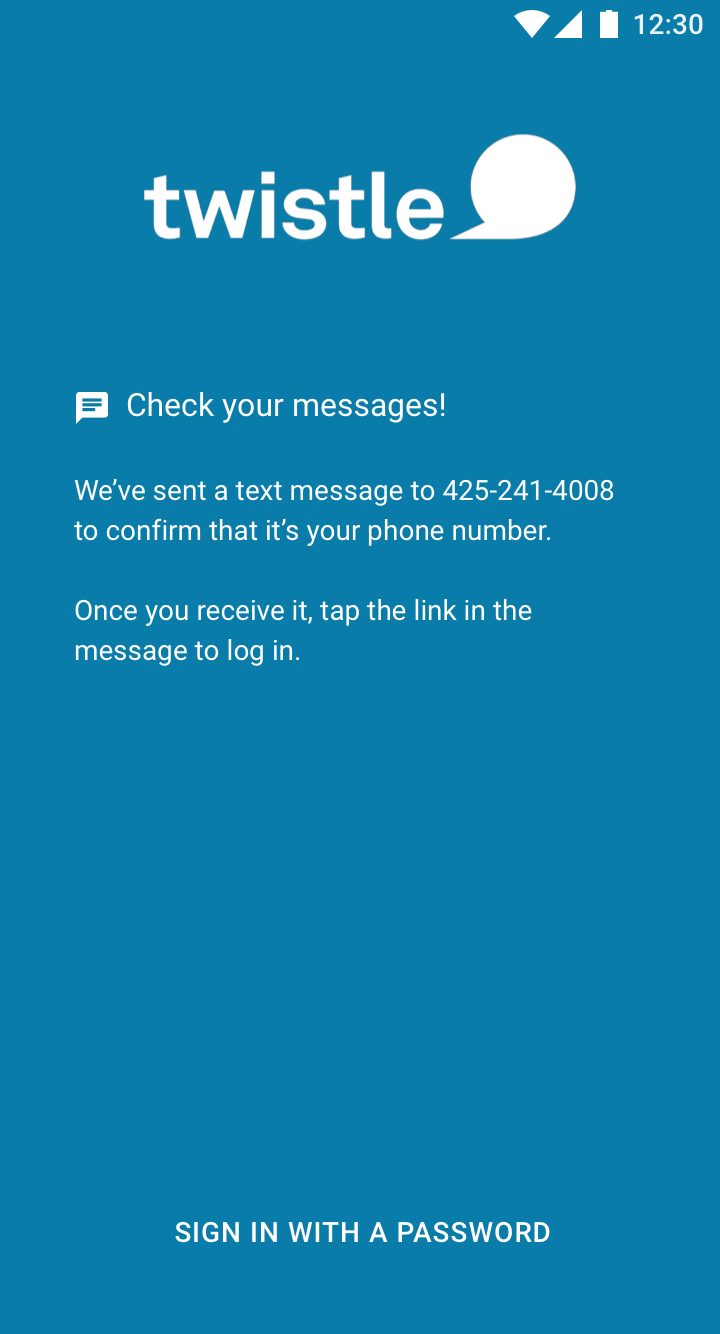 12:30
twistle
Check your messages!
We’ve sent a text message to 425-241-4008
to confirm that it’s your phone number.
Once you receive it, tap the link in the
message to log in.
SIGN IN WITH A PASSWORD